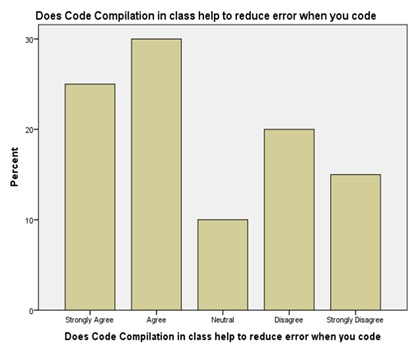 Does Code Compilation in class help to reduce error when you code
30
20
10
0
Percent
Strongly Agree
Agree
Neutral
Disagree
Strongly Disagree
Does Code Compilation in class help to reduce error when you code